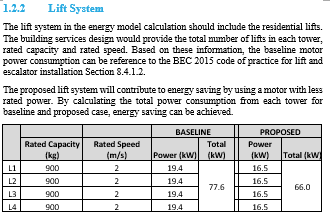 1.2.2 Lift System
The lift system in the energy model calculation should include the residential lifts.
The building services design would provide the total number of lifts in each tower,
rated capacity and rated speed. Based on these information, the baseline motor
power consumption can be reference to the BEC 2015 code of practice for lift and
escalator installation Section 8.4.1.2.
The proposed lift system will contribute to energy saving by using a motor with less
rated power. By calculating the total power consumption from each tower for
baseline and proposed case, energy saving can be achieved.
BASELINE PROPOSED
Rated Capacity Rated Speed Total Power
(kg) (m/s) Power (kW) (kW) (kW) Total (kW)
L1 900 2 19.4 16.5
L2 900 2 19.4 16.5
77.6 66.0
L3 900 2 19.4 16.5
L4 900 2 19.4 16.5